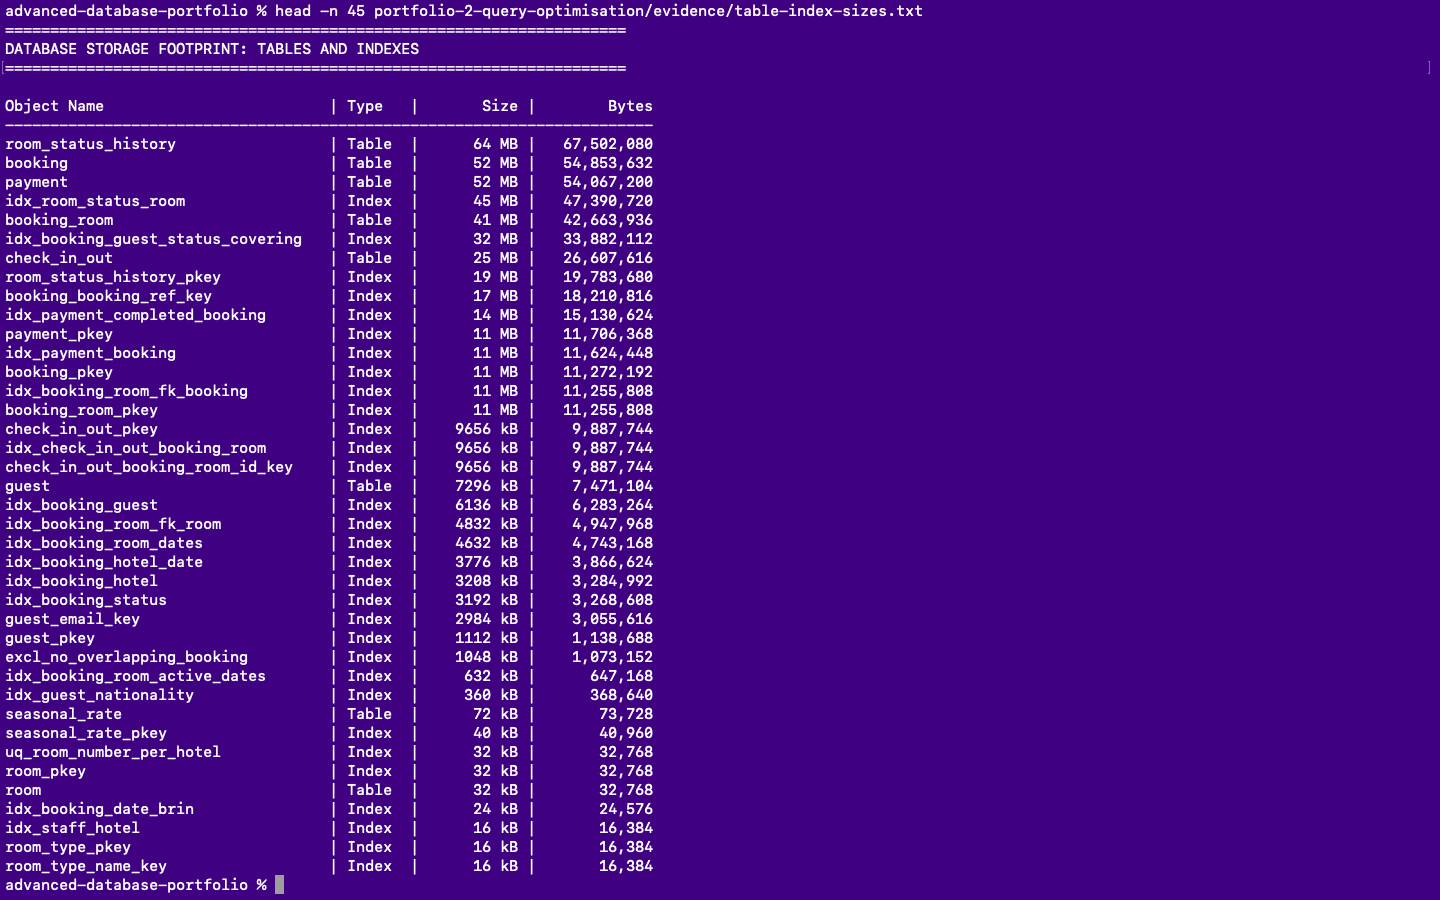 advanced-database-portfolio % head -n 45 portfolio-2-query-optimisation/evidence/table-index-sizes.txt
=====================================================================
DATABASE STORAGE FOOTPRINT: TABLES AND INDEXES
[=====================================================================]

Object Name                         | Type   |       Size |        Bytes
------------------------------------------------------------------------
room_status_history                 | Table  |      64 MB |   67,502,080
booking                             | Table  |      52 MB |   54,853,632
payment                             | Table  |      52 MB |   54,067,200
idx_room_status_room                | Index  |      45 MB |   47,390,720
booking_room                        | Table  |      41 MB |   42,663,936
idx_booking_guest_status_covering   | Index  |      32 MB |   33,882,112
check_in_out                        | Table  |      25 MB |   26,607,616
room_status_history_pkey            | Index  |      19 MB |   19,783,680
booking_booking_ref_key             | Index  |      17 MB |   18,210,816
idx_payment_completed_booking       | Index  |      14 MB |   15,130,624
payment_pkey                        | Index  |      11 MB |   11,706,368
idx_payment_booking                 | Index  |      11 MB |   11,624,448
booking_pkey                        | Index  |      11 MB |   11,272,192
idx_booking_room_fk_booking         | Index  |      11 MB |   11,255,808
booking_room_pkey                   | Index  |      11 MB |   11,255,808
check_in_out_pkey                   | Index  |    9656 kB |    9,887,744
idx_check_in_out_booking_room       | Index  |    9656 kB |    9,887,744
check_in_out_booking_room_id_key    | Index  |    9656 kB |    9,887,744
guest                               | Table  |    7296 kB |    7,471,104
idx_booking_guest                   | Index  |    6136 kB |    6,283,264
idx_booking_room_fk_room            | Index  |    4832 kB |    4,947,968
idx_booking_room_dates              | Index  |    4632 kB |    4,743,168
idx_booking_hotel_date              | Index  |    3776 kB |    3,866,624
idx_booking_hotel                   | Index  |    3208 kB |    3,284,992
idx_booking_status                  | Index  |    3192 kB |    3,268,608
guest_email_key                     | Index  |    2984 kB |    3,055,616
guest_pkey                          | Index  |    1112 kB |    1,138,688
excl_no_overlapping_booking         | Index  |    1048 kB |    1,073,152
idx_booking_room_active_dates       | Index  |     632 kB |      647,168
idx_guest_nationality               | Index  |     360 kB |      368,640
seasonal_rate                       | Table  |      72 kB |       73,728
seasonal_rate_pkey                  | Index  |      40 kB |       40,960
uq_room_number_per_hotel            | Index  |      32 kB |       32,768
room_pkey                           | Index  |      32 kB |       32,768
room                                | Table  |      32 kB |       32,768
idx_booking_date_brin               | Index  |      24 kB |       24,576
idx_staff_hotel                     | Index  |      16 kB |       16,384
room_type_pkey                      | Index  |      16 kB |       16,384
room_type_name_key                  | Index  |      16 kB |       16,384
advanced-database-portfolio %